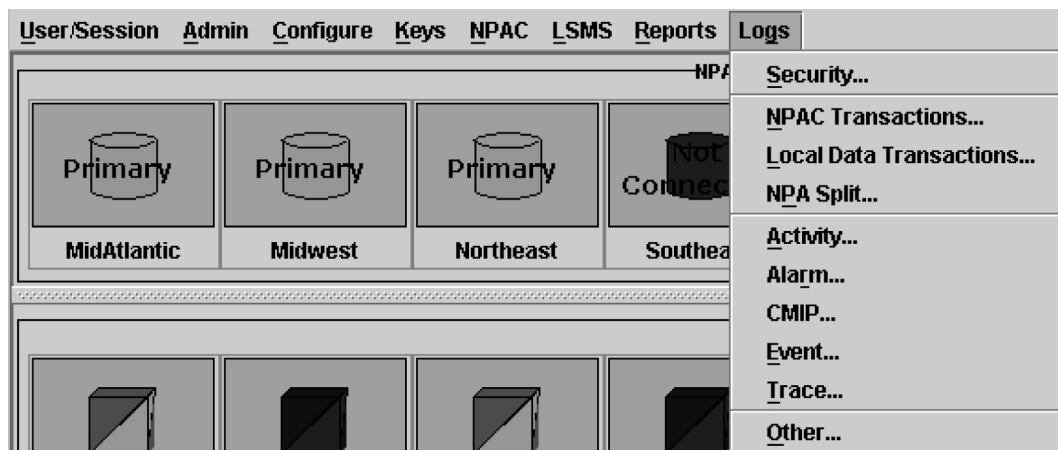 User/Session Admin Configure Keys NPAC LSMS Reports Logs
Security...
NPAC Transactions...
Local Data Transactions...
NPA Split...
Activity...
Alarm...
CMIP...
Event...
Trace...
Other...
Primary Primary Primary Not
MidAtlantic Midwest Northeast